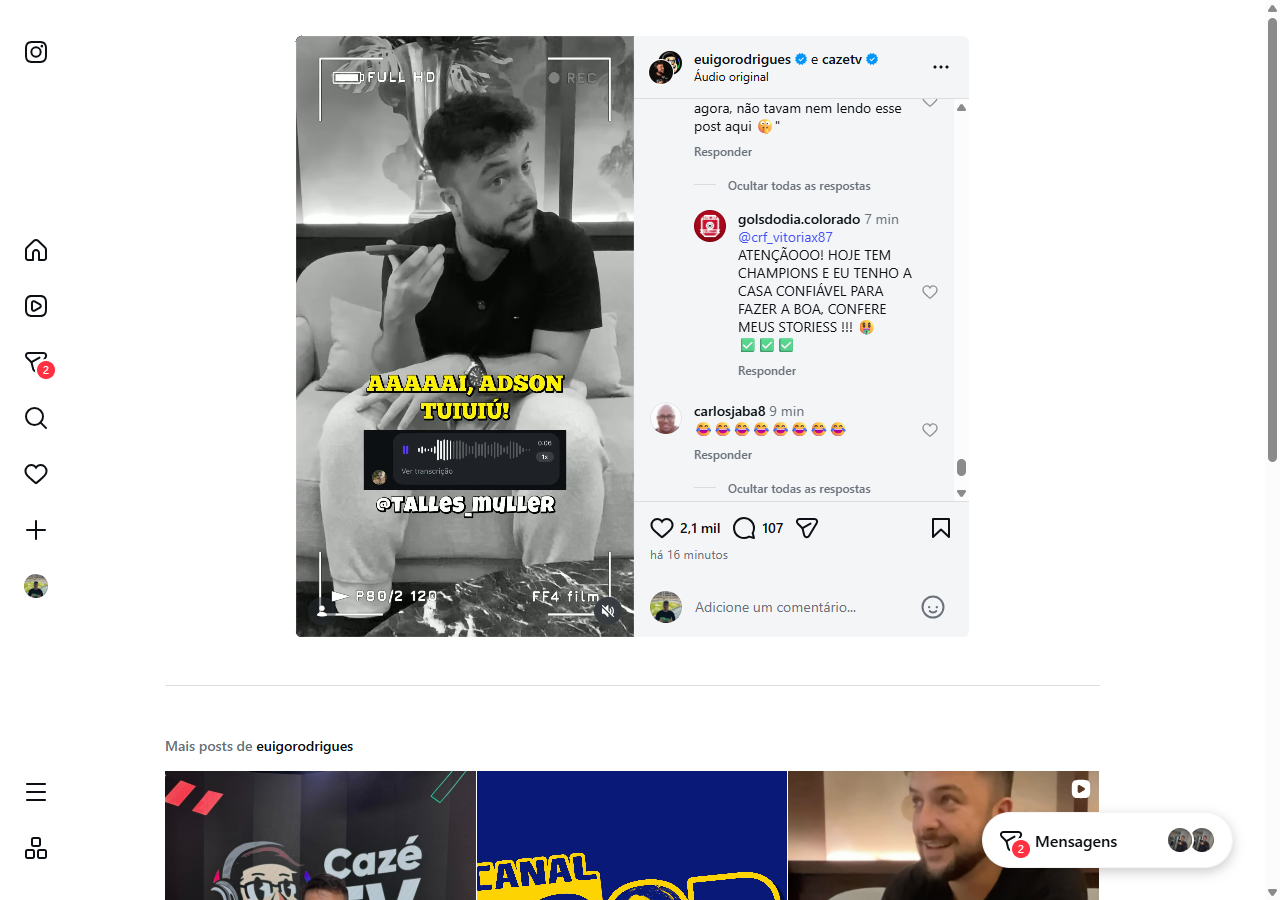 FULL HD
REC
AAAAAI, ADSON
TUIUIÚ!
0:06
1x
Ver transcrição
@TALLES_MULLER
P80/2 120
FF4 film
euigorodrigues e cazetv
Áudio original
agora, não tavam nem lendo esse
post aqui 🫣"
Responder
Ocultar todas as respostas
golsdodia.colorado 7 min
@crf_vitoriax87
ATENÇÃOOO! HOJE TEM
CHAMPIONS E EU TENHO A
CASA CONFIÁVEL PARA
FAZER A BOA, CONFERE
MEUS STORIESS !!! 🤑
✅✅✅
Responder
carlosjaba8 9 min
😂😂😂😂😂😂😂😂
Responder
Ocultar todas as respostas
2,1 mil 107
há 16 minutos
Adicione um comentário...
2
Mais posts de euigorodrigues
Cazé
TV
CANAL
Mensagens
2